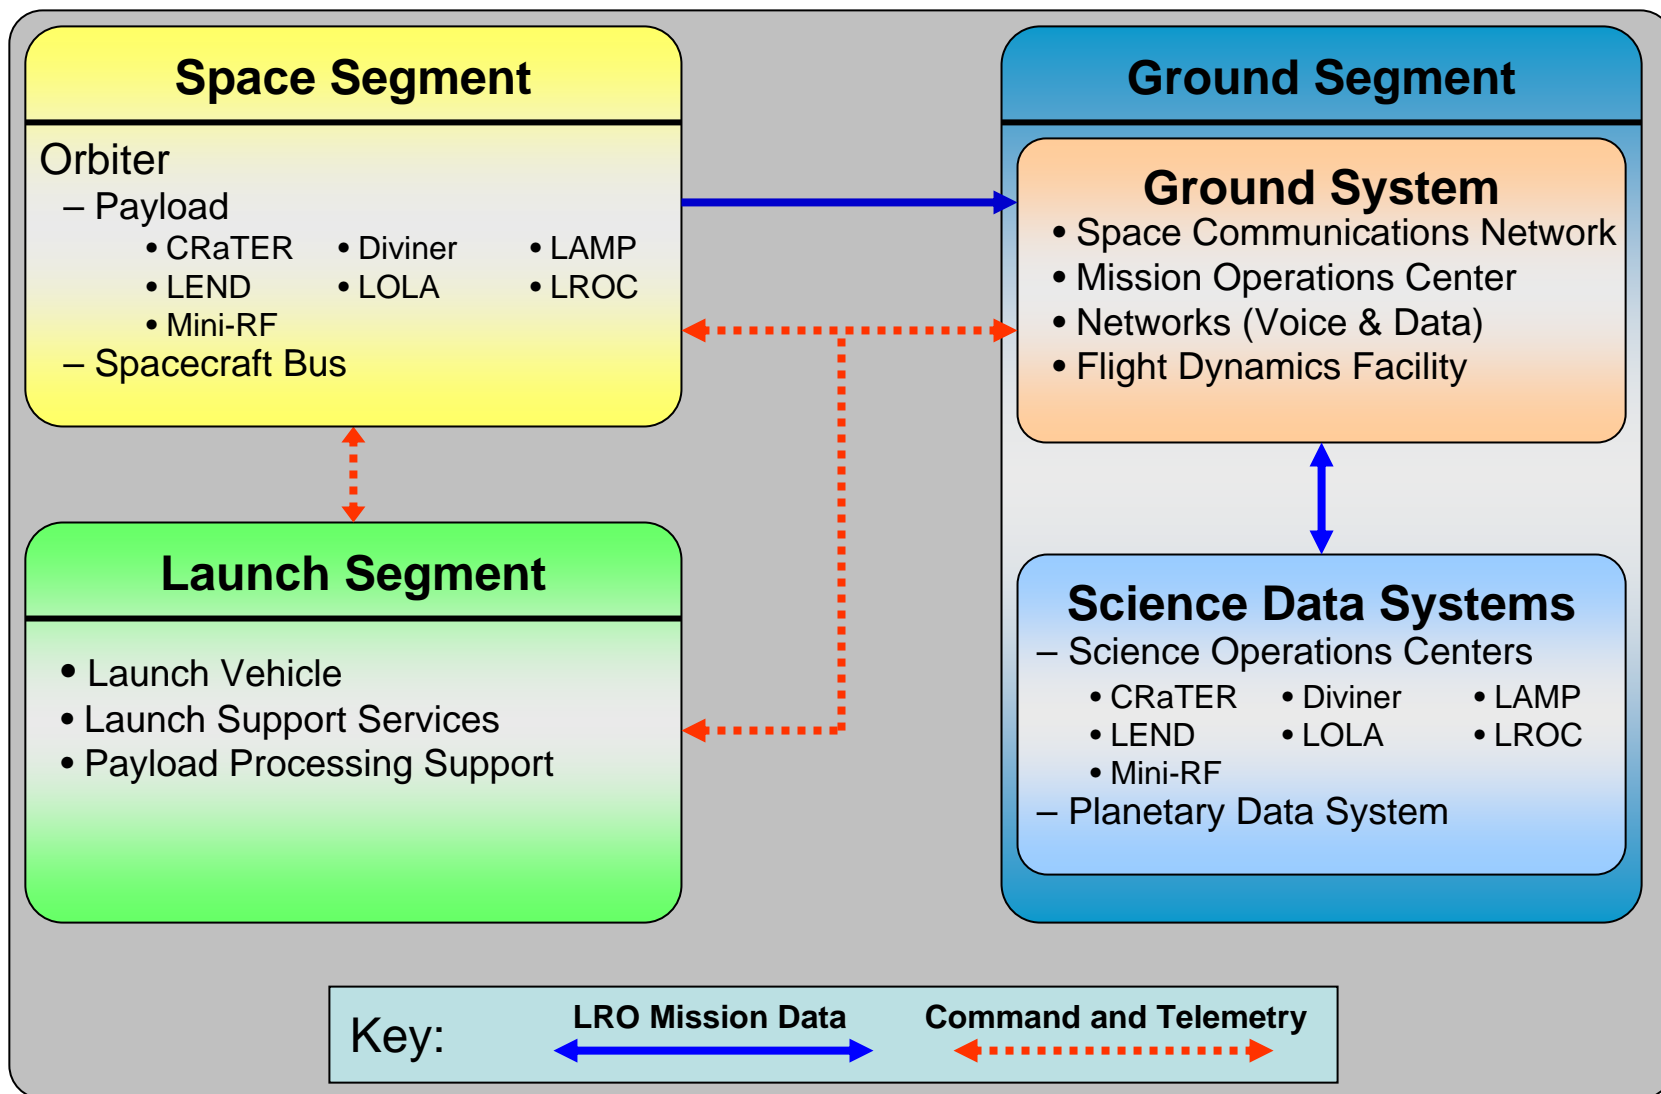 Space Segment
Orbiter
– Payload
• CRaTER • Diviner • LAMP
• LEND • LOLA • LROC
• Mini-RF
– Spacecraft Bus
Launch Segment
• Launch Vehicle
• Launch Support Services
• Payload Processing Support
Ground Segment
Ground System
• Space Communications Network
• Mission Operations Center
• Networks (Voice & Data)
• Flight Dynamics Facility
Science Data Systems
– Science Operations Centers
• CRaTER • Diviner • LAMP
• LEND • LOLA • LROC
• Mini-RF
– Planetary Data System
Key: LRO Mission Data Command and Telemetry